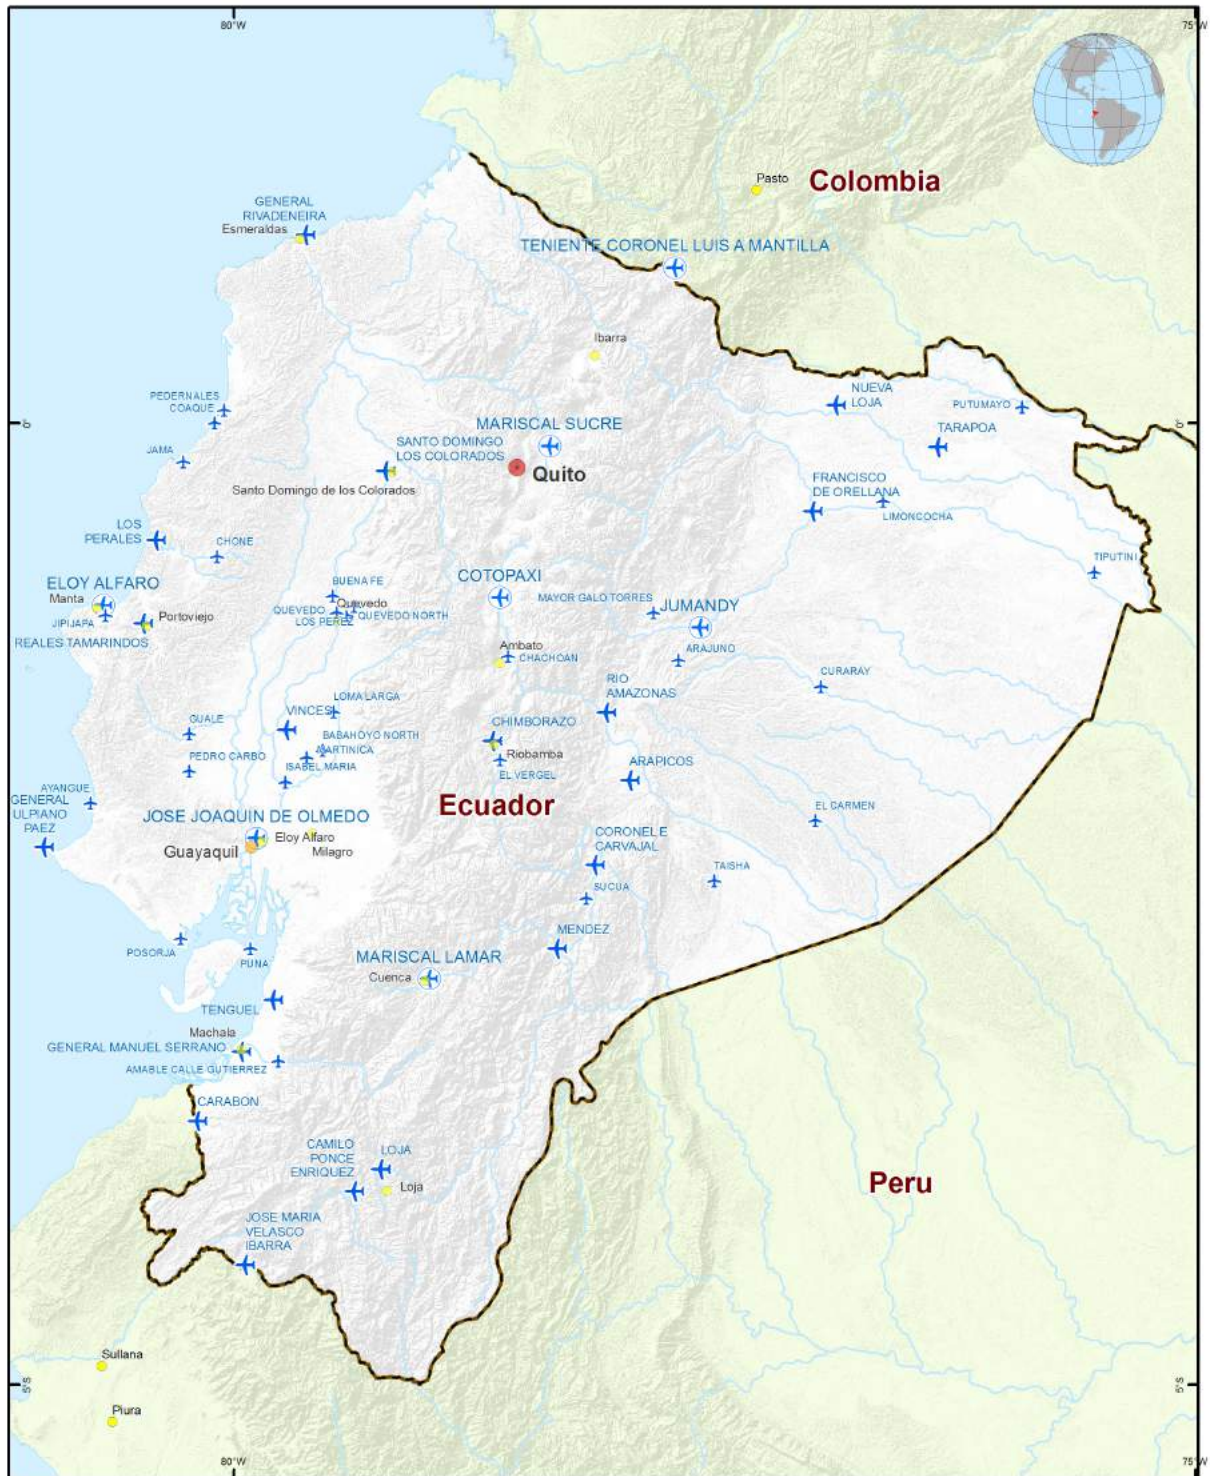 80°W
75°W
Pasto
Colombia
GENERAL
RIVADENEIRA
Esmeraldas
TENIENTE CORONEL LUIS A MANTILLA
Ibarra
PEDERNALES
COAQUE
NUEVA
LOJA
PUTUMAYO
0°
0°
MARISCAL SUCRE
TARAPOA
JAMA
SANTO DOMINGO
LOS COLORADOS
Quito
Santo Domingo de los Colorados
FRANCISCO
DE ORELLANA
LIMONCOCHA
LOS
PERALES
CHONE
TIPUTINI
ELOY ALFARO
Manta
BUENA FE
COTOPAXI
MAYOR GALO TORRES
JUMANDY
JIPIJAPA
Portoviejo
REALES TAMARINDOS
QUEVEDO
Quevedo
LOS PEREZ
QUEVEDO NORTH
Ambato
CHACHOAN
ARAJUNO
CURARAY
RIO
AMAZONAS
LOMA LARGA
VINCES
GUALE
CHIMBORAZO
BABAHOYO NORTH
MARTINICA
Riobamba
PEDRO CARBO
ISABEL MARIA
EL VERGEL
ARAPICOS
AYANGUE
GENERAL
ULPIANO
PAEZ
Ecuador
EL CARMEN
JOSE JOAQUIN DE OLMEDO
Eloy Alfaro
Guayaquil
Milagro
CORONEL E
CARVAJAL
TAISHA
SUCUA
MENDEZ
POSORJA
PUNA
MARISCAL LAMAR
Cuenca
TENGUEL
Machala
GENERAL MANUEL SERRANO
AMABLE CALLE GUTIERREZ
CARABON
CAMILO
PONCE
ENRIQUEZ
LOJA
Loja
Peru
JOSE MARIA
VELASCO
IBARRA
Sullana
5°S
5°S
Piura
80°W
75°W